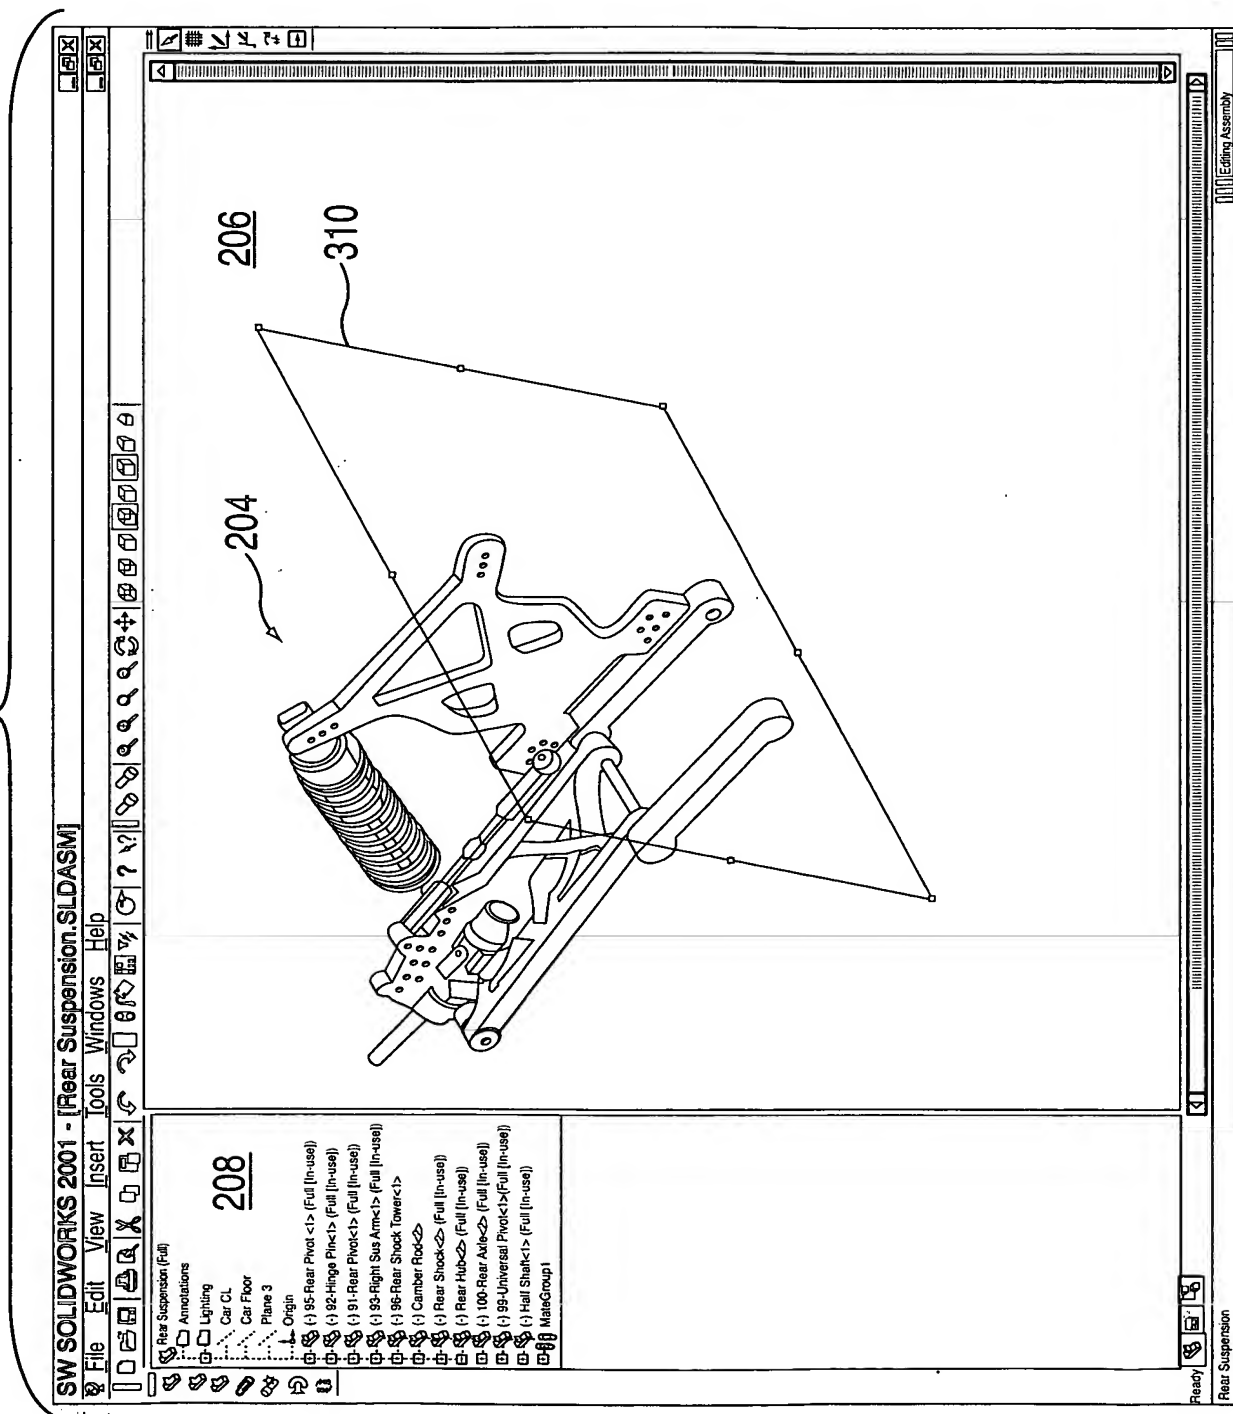 SW SOLIDWORKS 2001 - [Rear Suspension.SLDASM]
File Edit View Insert Tools Windows Help
Rear Suspension (Full)
Annotations
Lighting
Car CL
Car Floor
Plane 3
Origin
(-) 95-Rear Pivot <1> (Full [In-use])
(-) 92-Hinge Pin<1> (Full [In-use])
(-) 91-Rear Pivot<1> (Full [In-use])
(-) 93-Right Sus Arm<1> (Full [In-use])
(-) 96-Rear Shock Tower<1>
(-) Camber Rod<2>
(-) Rear Shock<2> (Full [In-use])
(-) Rear Hub<2> (Full [In-use])
(-) 100-Rear Axle<2> (Full [In-use])
(-) 99-Universal Pivot<1>(Full [In-use])
(-) Half Shaft<1> (Full [In-use])
MateGroup1
208
204
206
310
Ready
Rear Suspension
Editing Assembly